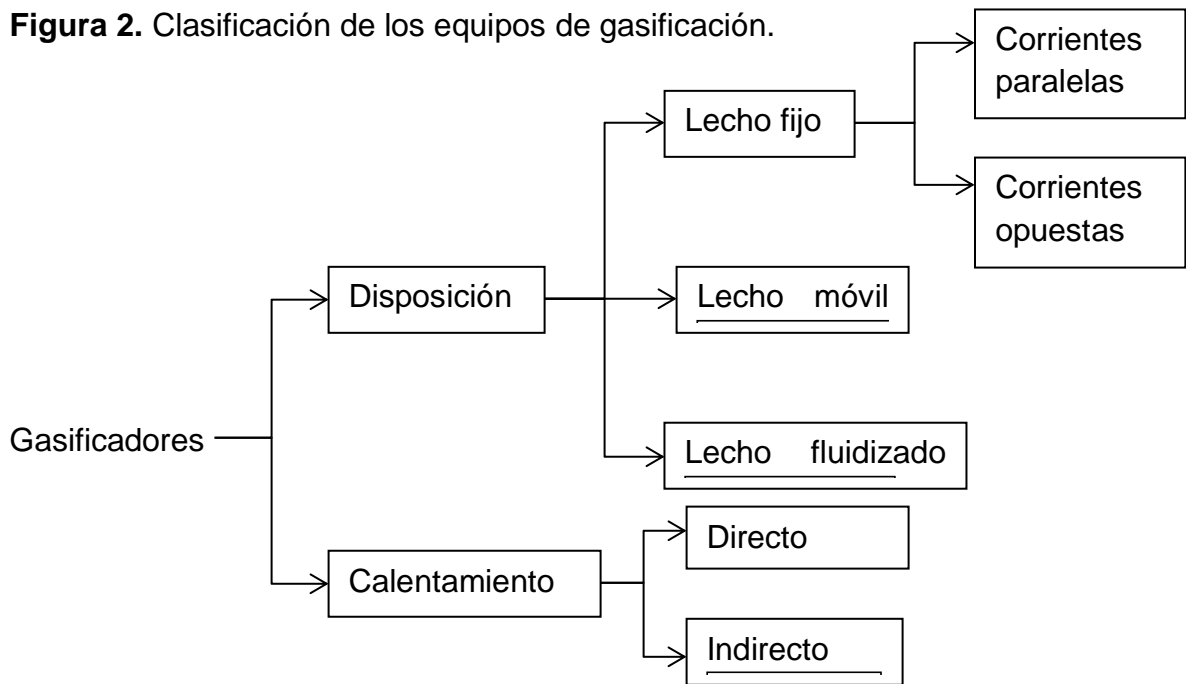 Figura 2. Clasificación de los equipos de gasificación.
Corrientes
paralelas
Lecho fijo
Corrientes
opuestas
Disposición
Lecho móvil
Gasificadores
Lecho fluidizado
Directo
Calentamiento
Indirecto